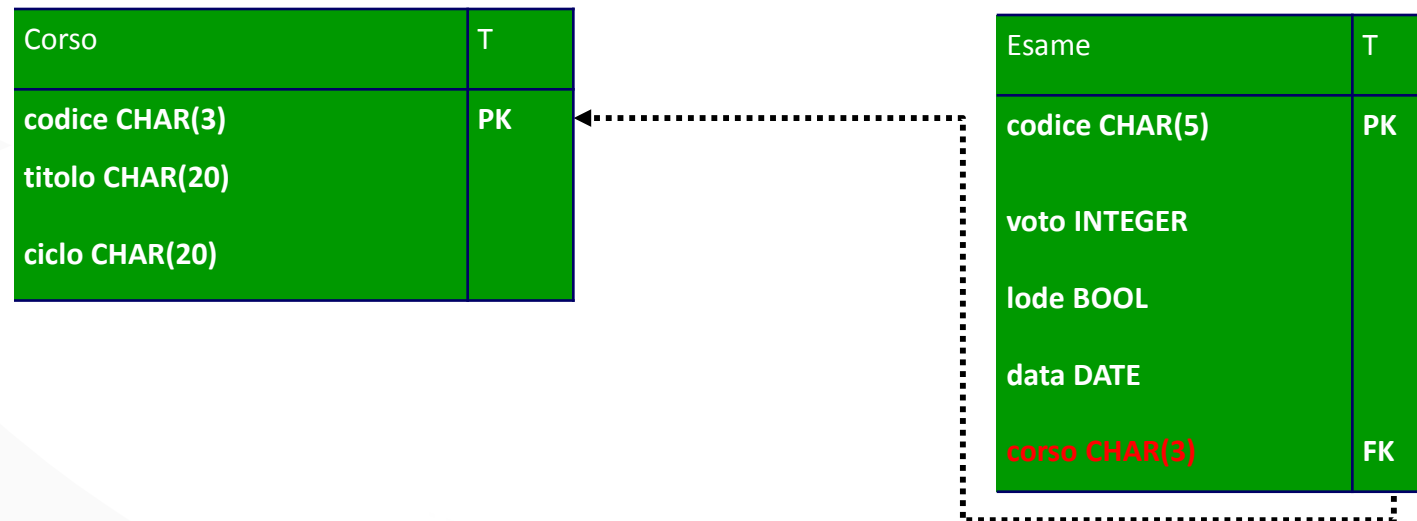 Corso T
codice CHAR(3) PK
titolo CHAR(20)
ciclo CHAR(20)
Esame T
codice CHAR(5) PK
voto INTEGER
lode BOOL
data DATE
corso CHAR(3) FK